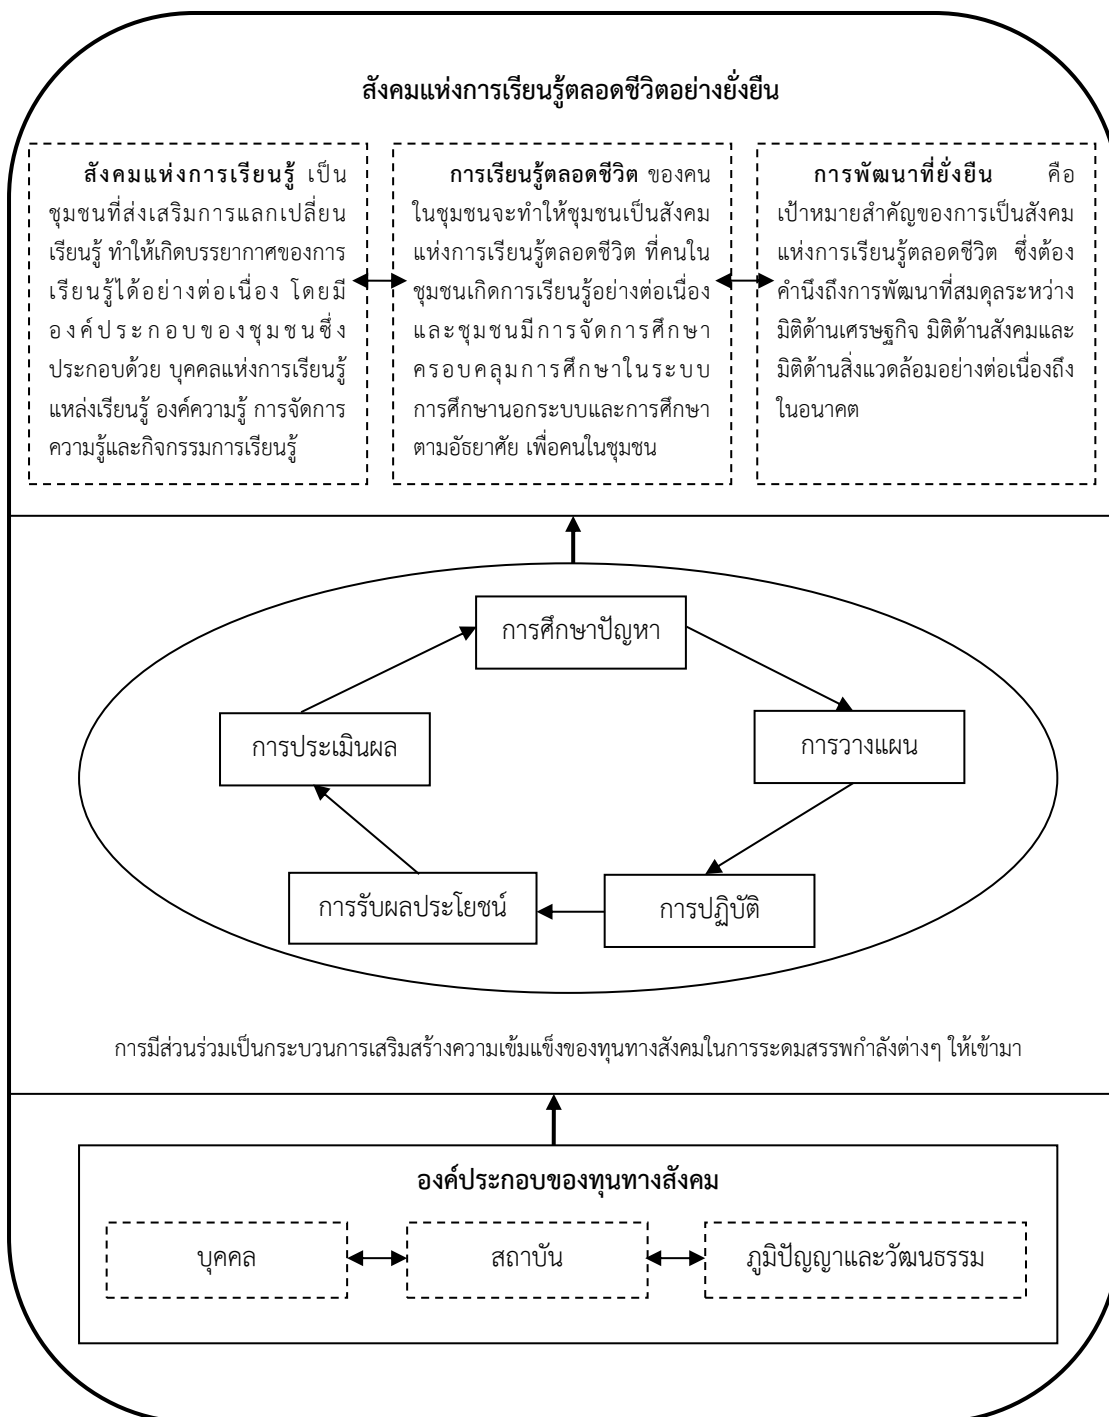 สังคมแห่งการเรียนรู้ตลอดชีวิตอย่างยั่งยืน
สังคมแห่งการเรียนรู้ เป็น
ชุมชนที่ส่งเสริมการแลกเปลี่ยน
เรียนรู้ ทำให้เกิดบรรยากาศของการ
เรียนรู้ได้อย่างต่อเนื่อง โดยมี
องค์ประกอบของชุมชนซึ่ง
ประกอบด้วย บุคคลแห่งการเรียนรู้
แหล่งเรียนรู้ องค์ความรู้ การจัดการ
ความรู้และกิจกรรมการเรียนรู้
การเรียนรู้ตลอดชีวิต ของคน
ในชุมชนจะทำให้ชุมชนเป็นสังคม
แห่งการเรียนรู้ตลอดชีวิต ที่คนใน
ชุมชนเกิดการเรียนรู้อย่างต่อเนื่อง
และชุมชนมีการจัดการศึกษา
ครอบคลุมการศึกษาในระบบ
การศึกษานอกระบบและการศึกษา
ตามอัธยาศัย เพื่อคนในชุมชน
การพัฒนาที่ยั่งยืน คือ
เป้าหมายสำคัญของการเป็นสังคม
แห่งการเรียนรู้ตลอดชีวิต ซึ่งต้อง
คำนึงถึงการพัฒนาที่สมดุลระหว่าง
มิติด้านเศรษฐกิจ มิติด้านสังคมและ
มิติด้านสิ่งแวดล้อมอย่างต่อเนื่องถึง
ในอนาคต
การศึกษาปัญหา
การประเมินผล
การวางแผน
การรับผลประโยชน์
การปฏิบัติ
การมีส่วนร่วมเป็นกระบวนการเสริมสร้างความเข้มแข็งของทุนทางสังคมในการระดมสรรพกำลังต่างๆ ให้เข้ามา
องค์ประกอบของทุนทางสังคม
บุคคล
สถาบัน
ภูมิปัญญาและวัฒนธรรม